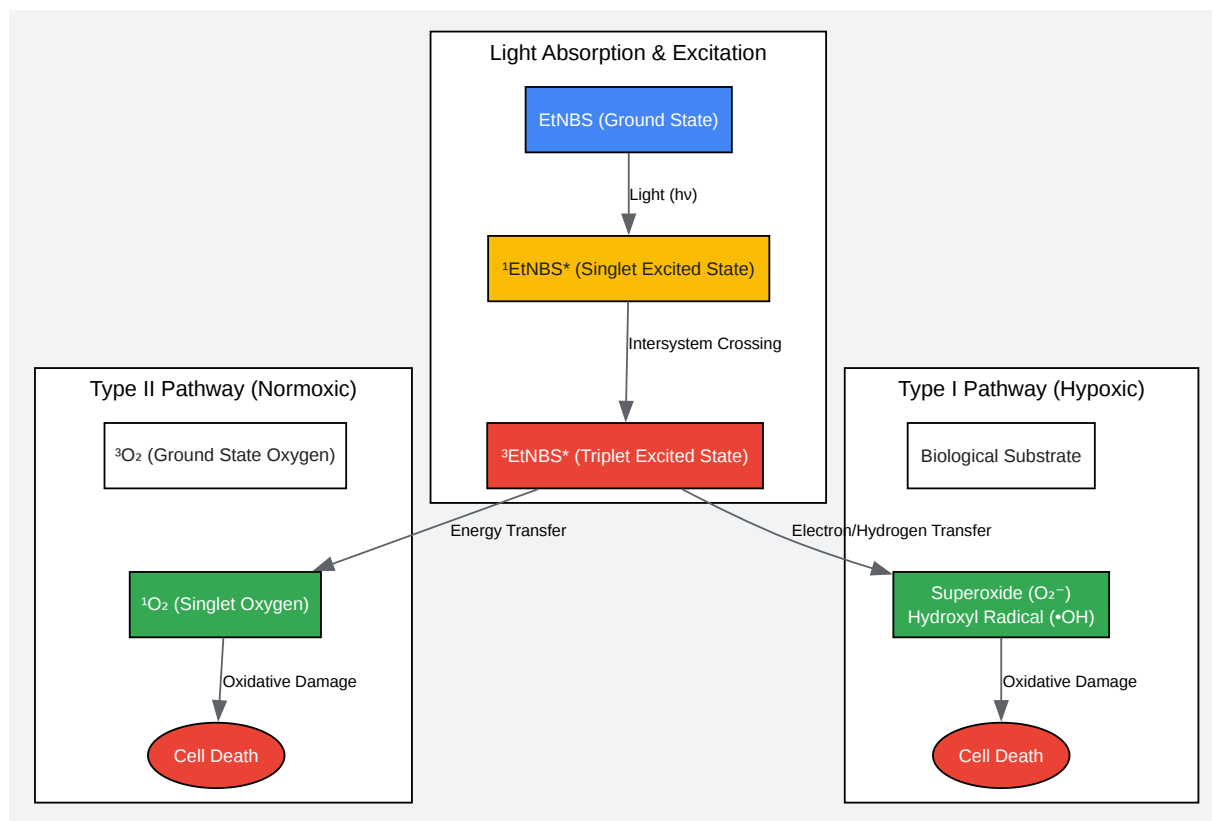 Light Absorption & Excitation
EtNBS (Ground State)
Light (hν)
¹EtNBS* (Singlet Excited State)
Intersystem Crossing
³EtNBS* (Triplet Excited State)
Type II Pathway (Normoxic)
³O₂ (Ground State Oxygen)
Energy Transfer
¹O₂ (Singlet Oxygen)
Oxidative Damage
Cell Death
Type I Pathway (Hypoxic)
Biological Substrate
Electron/Hydrogen Transfer
Superoxide (O₂⁻)
Hydroxyl Radical (•OH)
Oxidative Damage
Cell Death